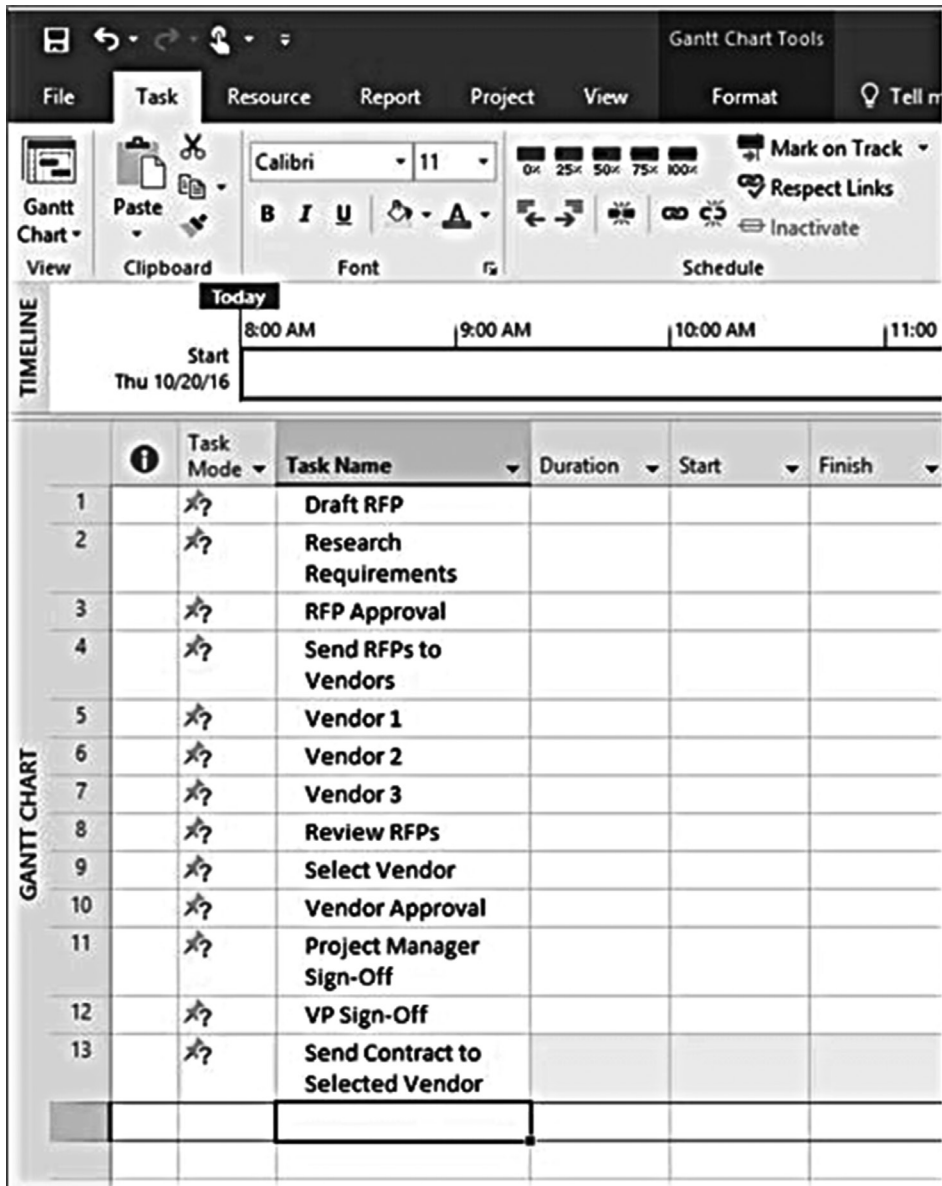 Gantt Chart Tools
File Task Resource Report Project View Format Tell m
Calibri 11
0% 25% 50% 75% 100%
Mark on Track
Respect Links
Inactivate
Gantt
Chart
Paste
B I U A
View Clipboard Font Schedule
TIMELINE
Today
8:00 AM 9:00 AM 10:00 AM 11:00
Start
Thu 10/20/16
GANTT CHART
Task
Mode Task Name Duration Start Finish
1 Draft RFP
2 Research
Requirements
3 RFP Approval
4 Send RFPs to
Vendors
5 Vendor 1
6 Vendor 2
7 Vendor 3
8 Review RFPs
9 Select Vendor
10 Vendor Approval
11 Project Manager
Sign-Off
12 VP Sign-Off
13 Send Contract to
Selected Vendor